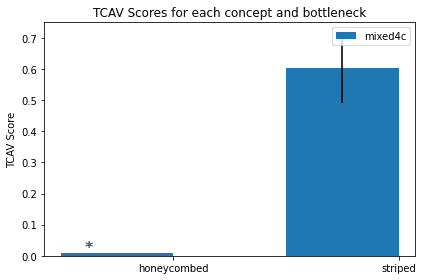 TCAV Scores for each concept and bottleneck
mixed4c
TCAV Score
0.7
0.6
0.5
0.4
0.3
0.2
0.1
0.0
*
honeycombed
striped